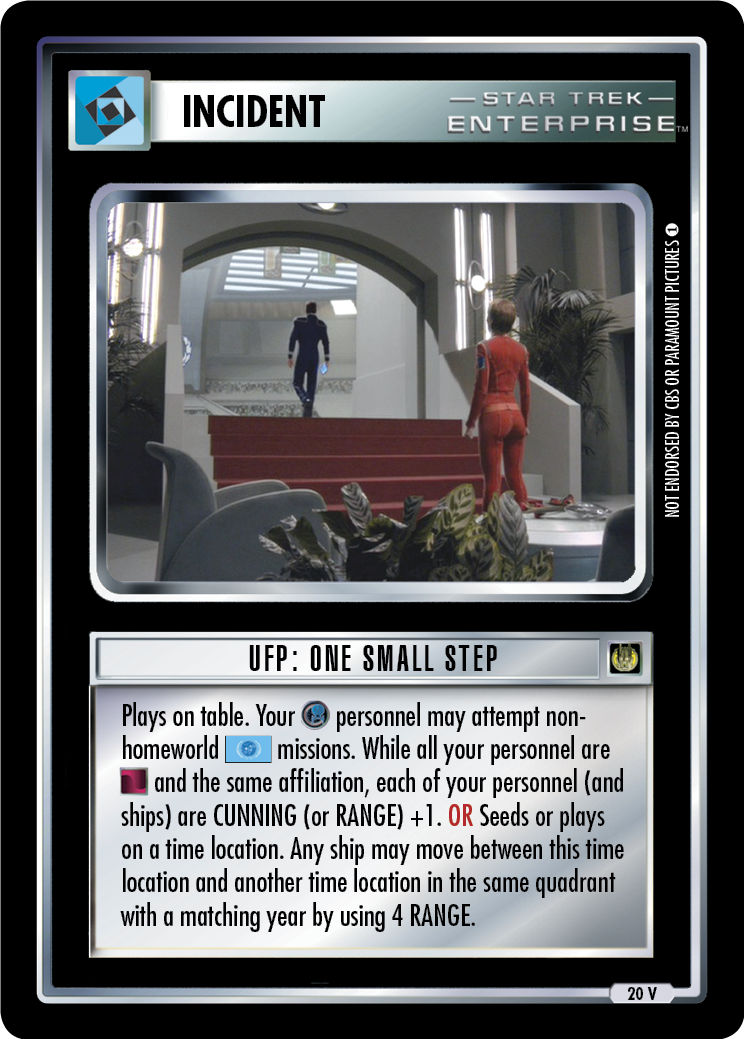 INCIDENT
— STAR TREK —
ENTERPRISE™
NOT ENDORSED BY CBS OR PARAMOUNT PICTURES 1
UFP: ONE SMALL STEP
Plays on table. Your personnel may attempt non-
homeworld missions. While all your personnel are
and the same affiliation, each of your personnel (and
ships) are CUNNING (or RANGE) +1. OR Seeds or plays
on a time location. Any ship may move between this time
location and another time location in the same quadrant
with a matching year by using 4 RANGE.
20 V